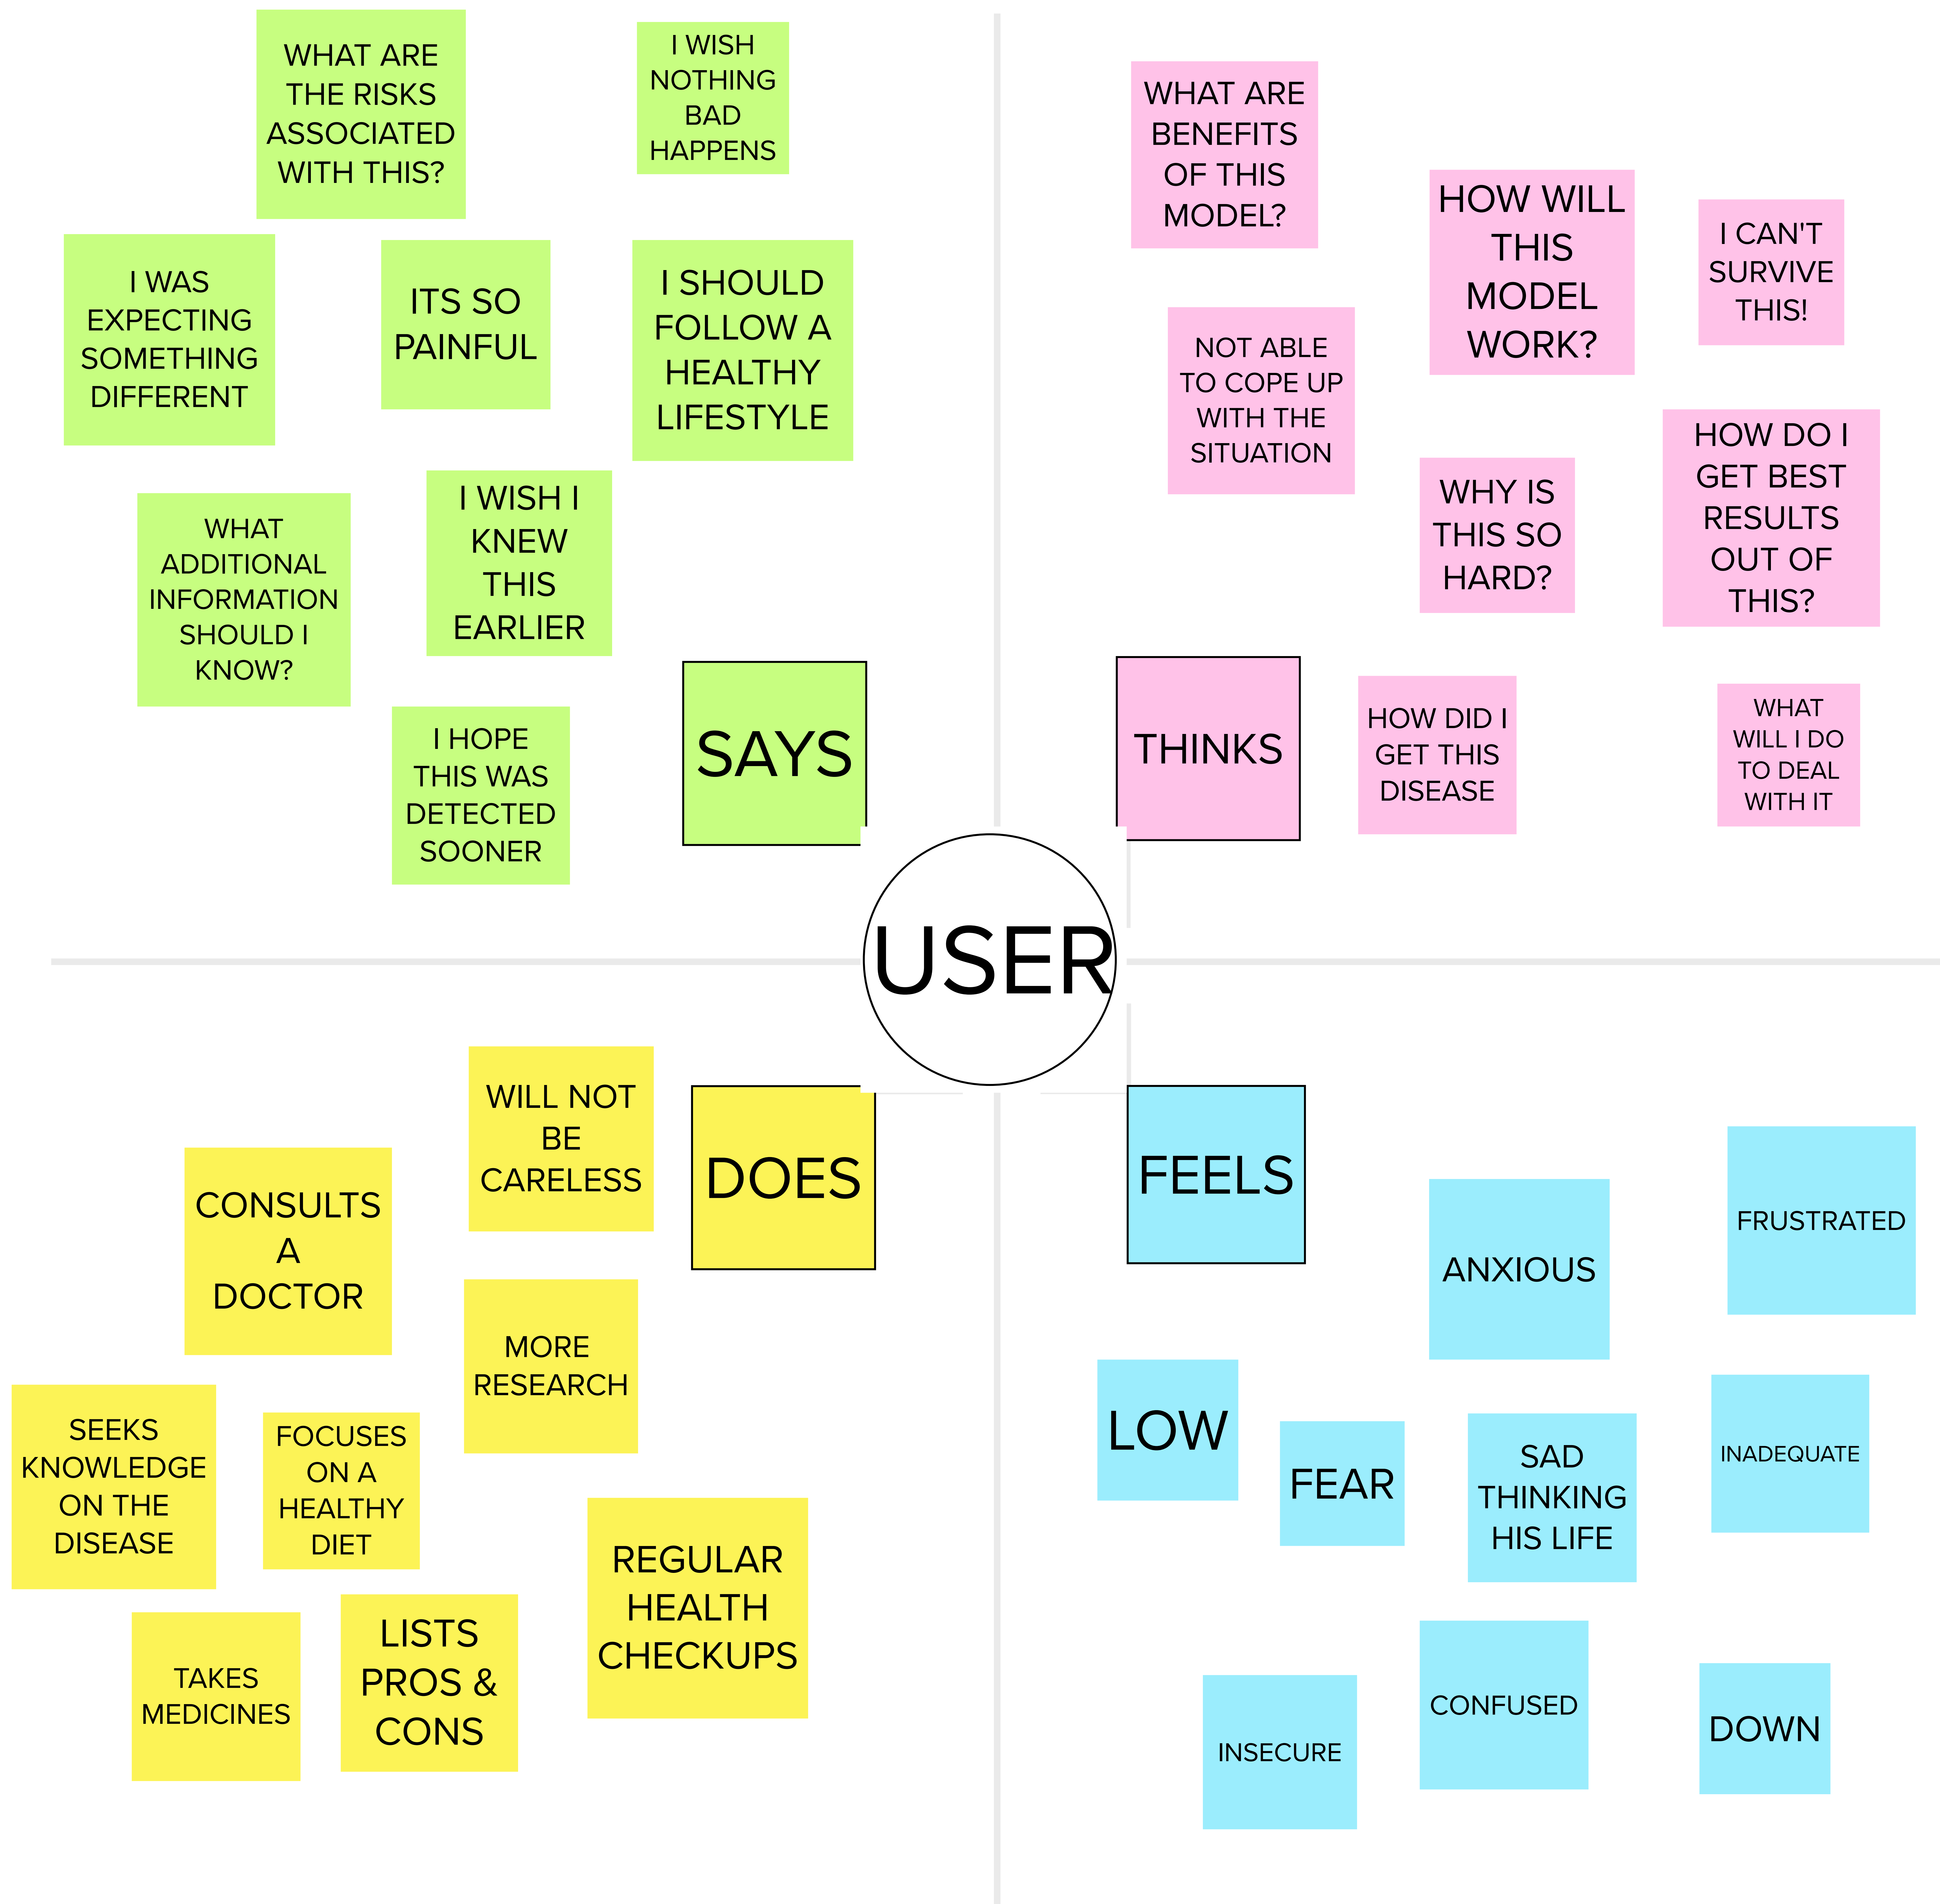 WHAT ARE
THE RISKS
ASSOCIATED
WITH THIS?
I WISH
NOTHING
BAD
HAPPENS
I WAS
EXPECTING
SOMETHING
DIFFERENT
ITS SO
PAINFUL
I SHOULD
FOLLOW A
HEALTHY
LIFESTYLE
WHAT
ADDITIONAL
INFORMATION
SHOULD I
KNOW?
I WISH I
KNEW
THIS
EARLIER
I HOPE
THIS WAS
DETECTED
SOONER
SAYS
WHAT ARE
BENEFITS
OF THIS
MODEL?
HOW WILL
THIS
MODEL
WORK?
I CAN'T
SURVIVE
THIS!
NOT ABLE
TO COPE UP
WITH THE
SITUATION
WHY IS
THIS SO
HARD?
HOW DO I
GET BEST
RESULTS
OUT OF
THIS?
THINKS
HOW DID I
GET THIS
DISEASE
WHAT
WILL I DO
TO DEAL
WITH IT
USER
WILL NOT
BE
CARELESS
DOES
CONSULTS
A
DOCTOR
MORE
RESEARCH
SEEKS
KNOWLEDGE
ON THE
DISEASE
FOCUSES
ON A
HEALTHY
DIET
REGULAR
HEALTH
CHECKUPS
TAKES
MEDICINES
LISTS
PROS &
CONS
FEELS
ANXIOUS
FRUSTRATED
LOW
FEAR
SAD
THINKING
HIS LIFE
INADEQUATE
INSECURE
CONFUSED
DOWN